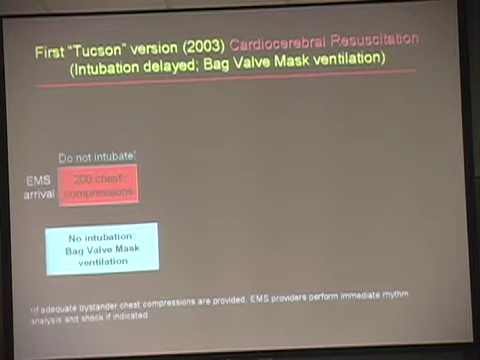 First "Tucson" version (2003) Cardiocerebral Resuscitation
(Intubation delayed; Bag Valve Mask ventilation)
Do not intubate!
EMS
arrival
200 chest
compressions
No intubation:
Bag Valve Mask
ventilation
*If adequate bystander chest compressions are provided, EMS providers perform immediate rhythm
analysis and shock if indicated